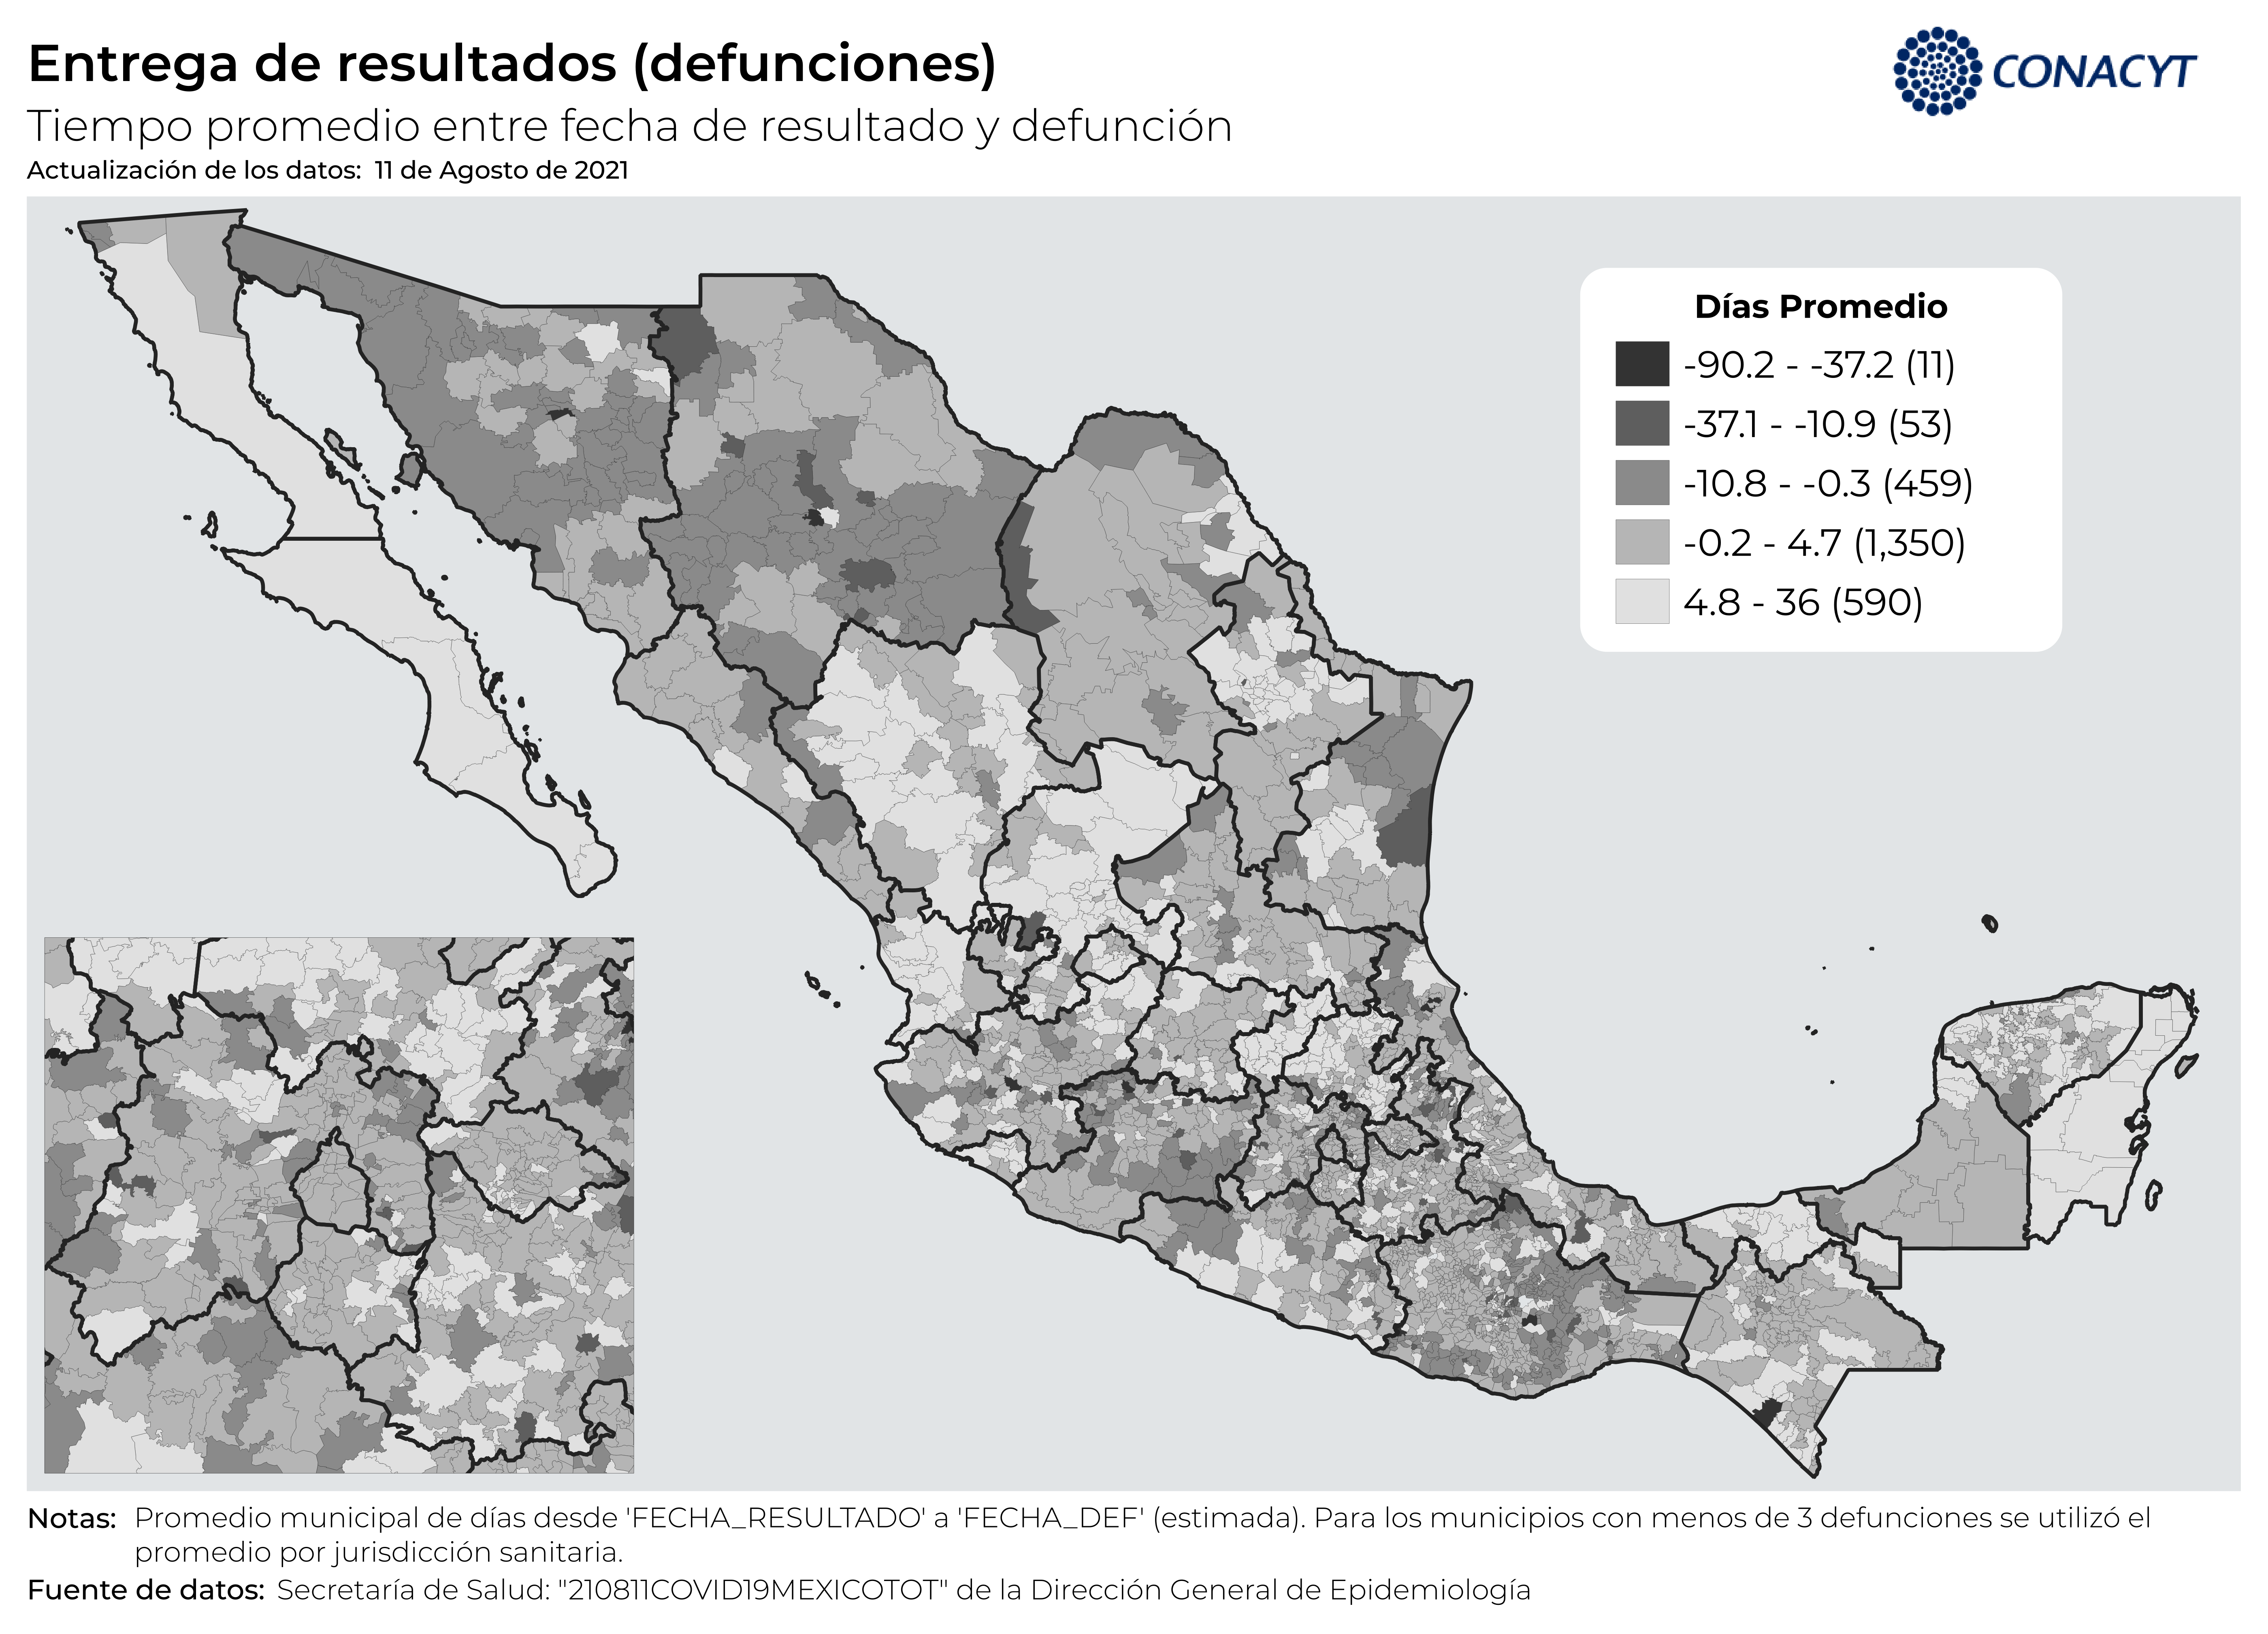 Entrega de resultados (defunciones)
CONACYT
Tiempo promedio entre fecha de resultado y defunción
Actualización de los datos: 11 de Agosto de 2021
Días Promedio
-90.2 - -37.2 (11)
-37.1 - -10.9 (53)
-10.8 - -0.3 (459)
-0.2 - 4.7 (1,350)
4.8 - 36 (590)
Notas: Promedio municipal de días desde 'FECHA_RESULTADO' a 'FECHA_DEF' (estimada). Para los municipios con menos de 3 defunciones se utilizó el
promedio por jurisdicción sanitaria.
Fuente de datos: Secretaría de Salud: "210811COVID19MEXICOTOT" de la Dirección General de Epidemiología